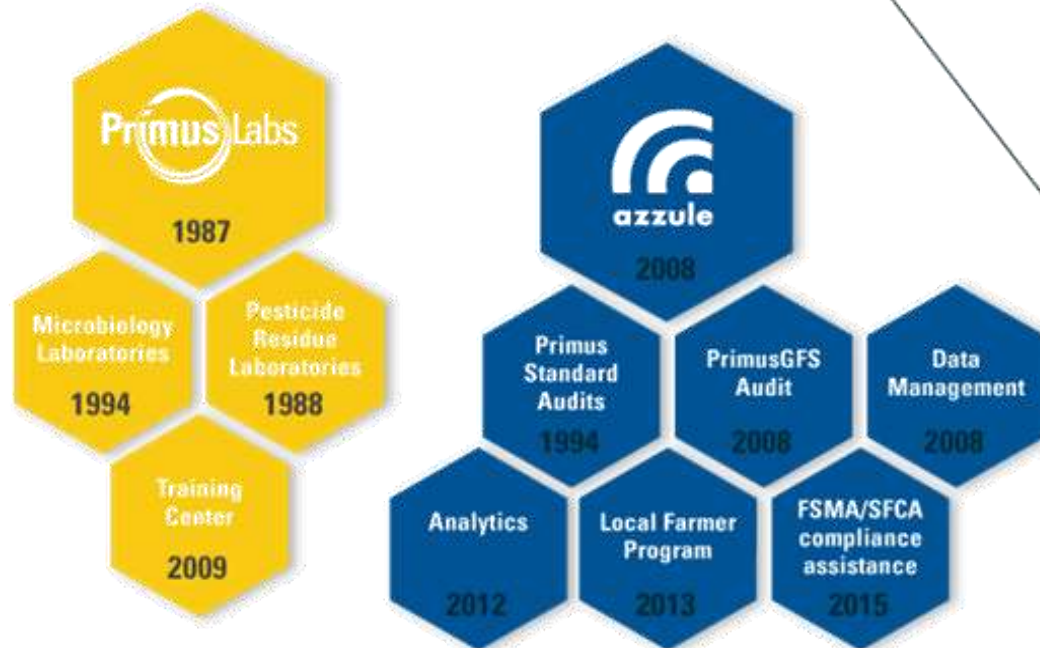 PrimusLabs
1987
Microbiology
Laboratories
1994
Pesticide
Residue
Laboratories
1988
Training
Center
2009
azzule
2008
Primus
Standard
Audits
1994
PrimusGFS
Audit
2008
Data
Management
2008
Analytics
2012
Local Farmer
Program
2013
FSMA/SFCA
compliance
assistance
2015